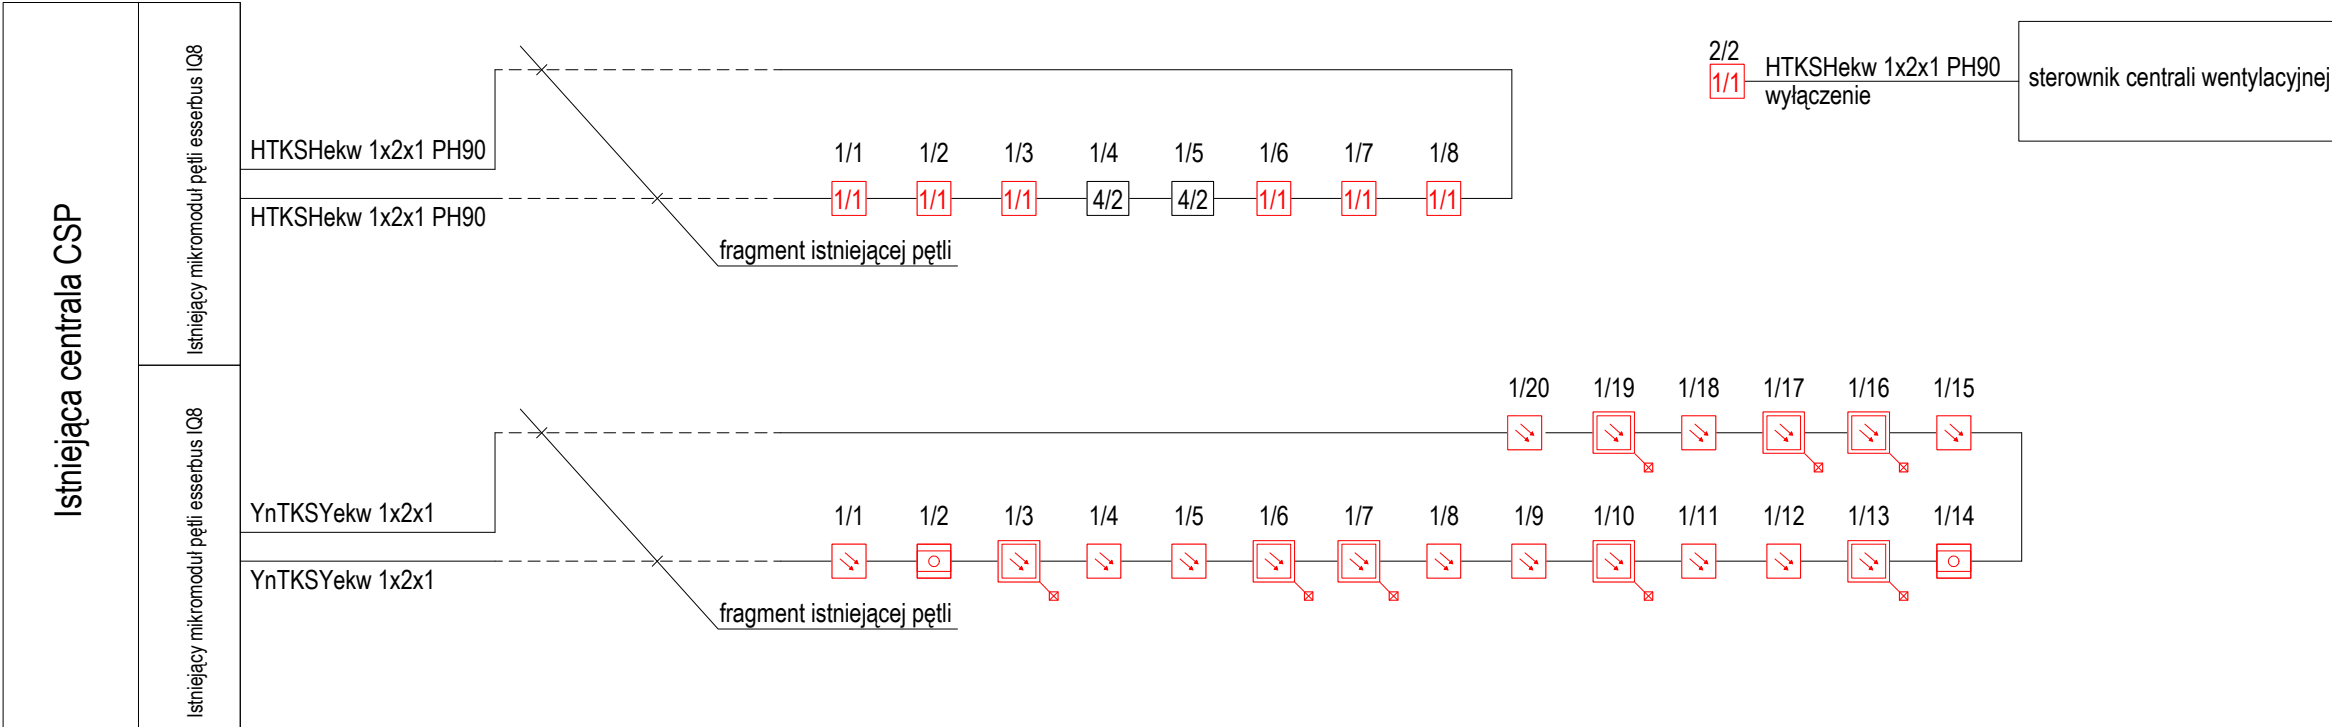 Istniejąca centrala CSP
Istniejący mikromoduł pętli esserbus IQ8
HTKSHekw 1x2x1 PH90
HTKSHekw 1x2x1 PH90
fragment istniejącej pętli
1/1 1/2 1/3 1/4 1/5 1/6 1/7 1/8
1/1 1/1 1/1 4/2 4/2 1/1 1/1 1/1
2/2
1/1
HTKSHekw 1x2x1 PH90
wyłączenie
sterownik centrali wentylacyjnej
Istniejący mikromoduł pętli esserbus IQ8
YnTKSYekw 1x2x1
YnTKSYekw 1x2x1
fragment istniejącej pętli
1/20 1/19 1/18 1/17 1/16 1/15
1/1 1/2 1/3 1/4 1/5 1/6 1/7 1/8 1/9 1/10 1/11 1/12 1/13 1/14